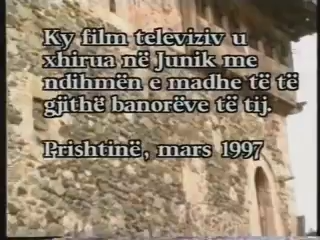 Ky film televiziv u
xhirua në Junik me
ndihmën e madhe të të
gjithë banorëve të tij.
Prishtinë, mars 1997